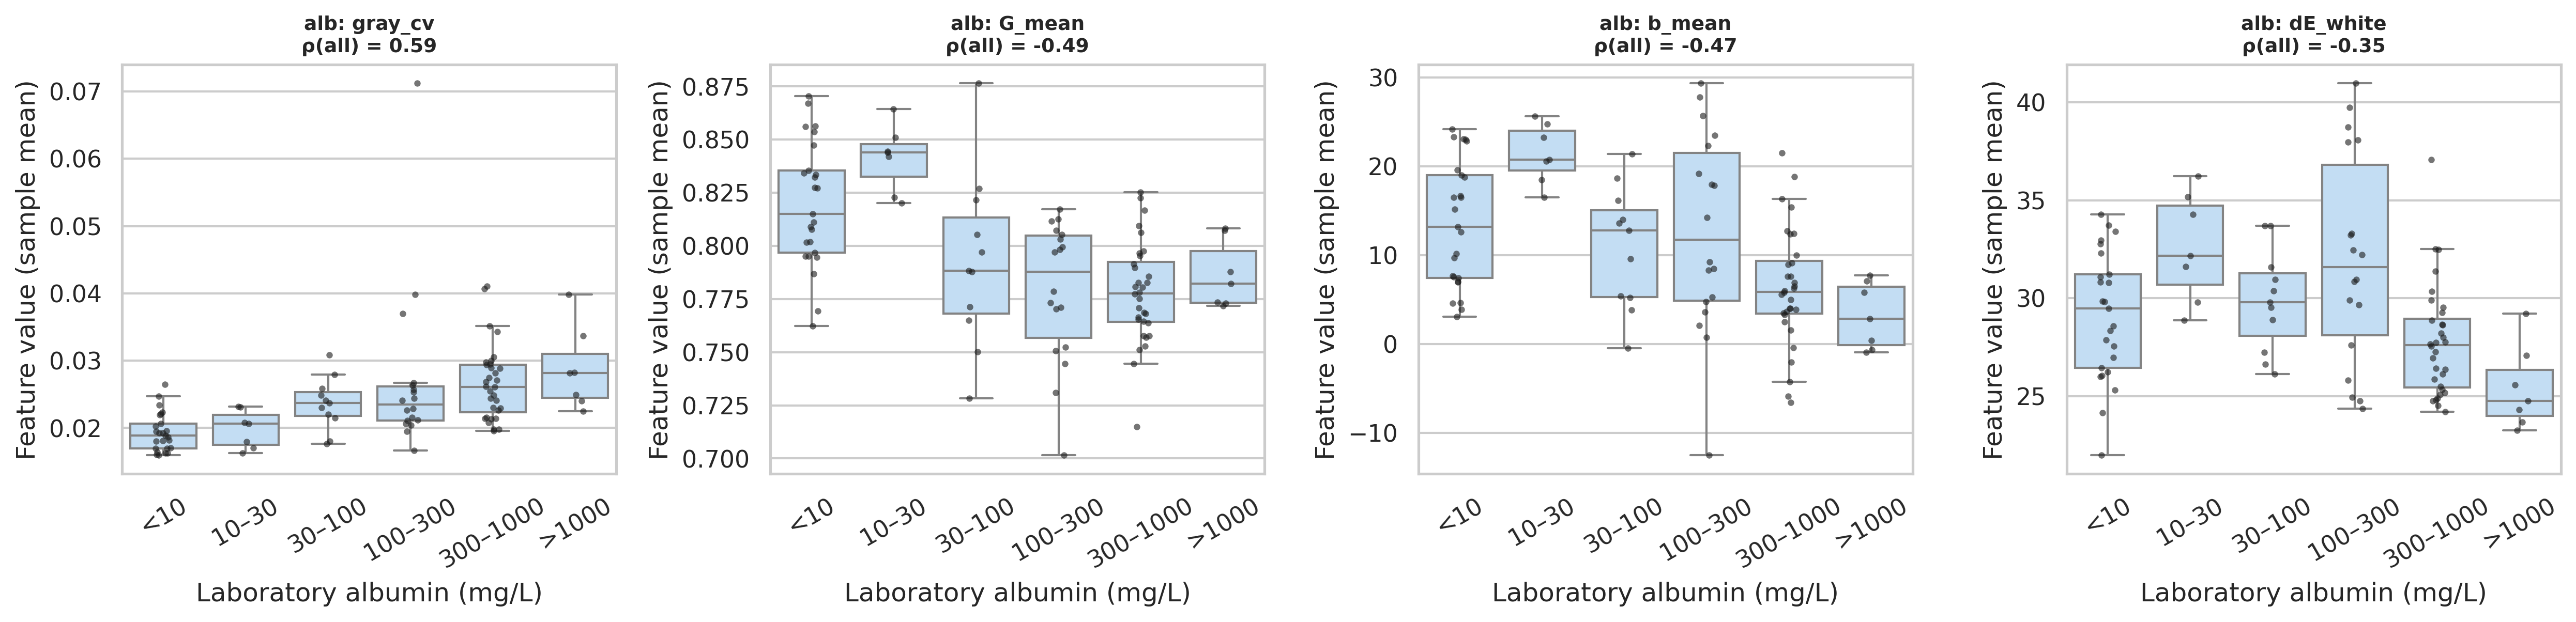 alb: gray_cv
ρ(all) = 0.59
Feature value (sample mean)
0.07
0.06
0.05
0.04
0.03
0.02
<10
10–30
30–100
100–300
300–1000
>1000
Laboratory albumin (mg/L)
alb: G_mean
ρ(all) = -0.49
Feature value (sample mean)
0.875
0.850
0.825
0.800
0.775
0.750
0.725
0.700
<10
10–30
30–100
100–300
300–1000
>1000
Laboratory albumin (mg/L)
alb: b_mean
ρ(all) = -0.47
Feature value (sample mean)
30
20
10
0
−10
<10
10–30
30–100
100–300
300–1000
>1000
Laboratory albumin (mg/L)
alb: dE_white
ρ(all) = -0.35
Feature value (sample mean)
40
35
30
25
<10
10–30
30–100
100–300
300–1000
>1000
Laboratory albumin (mg/L)